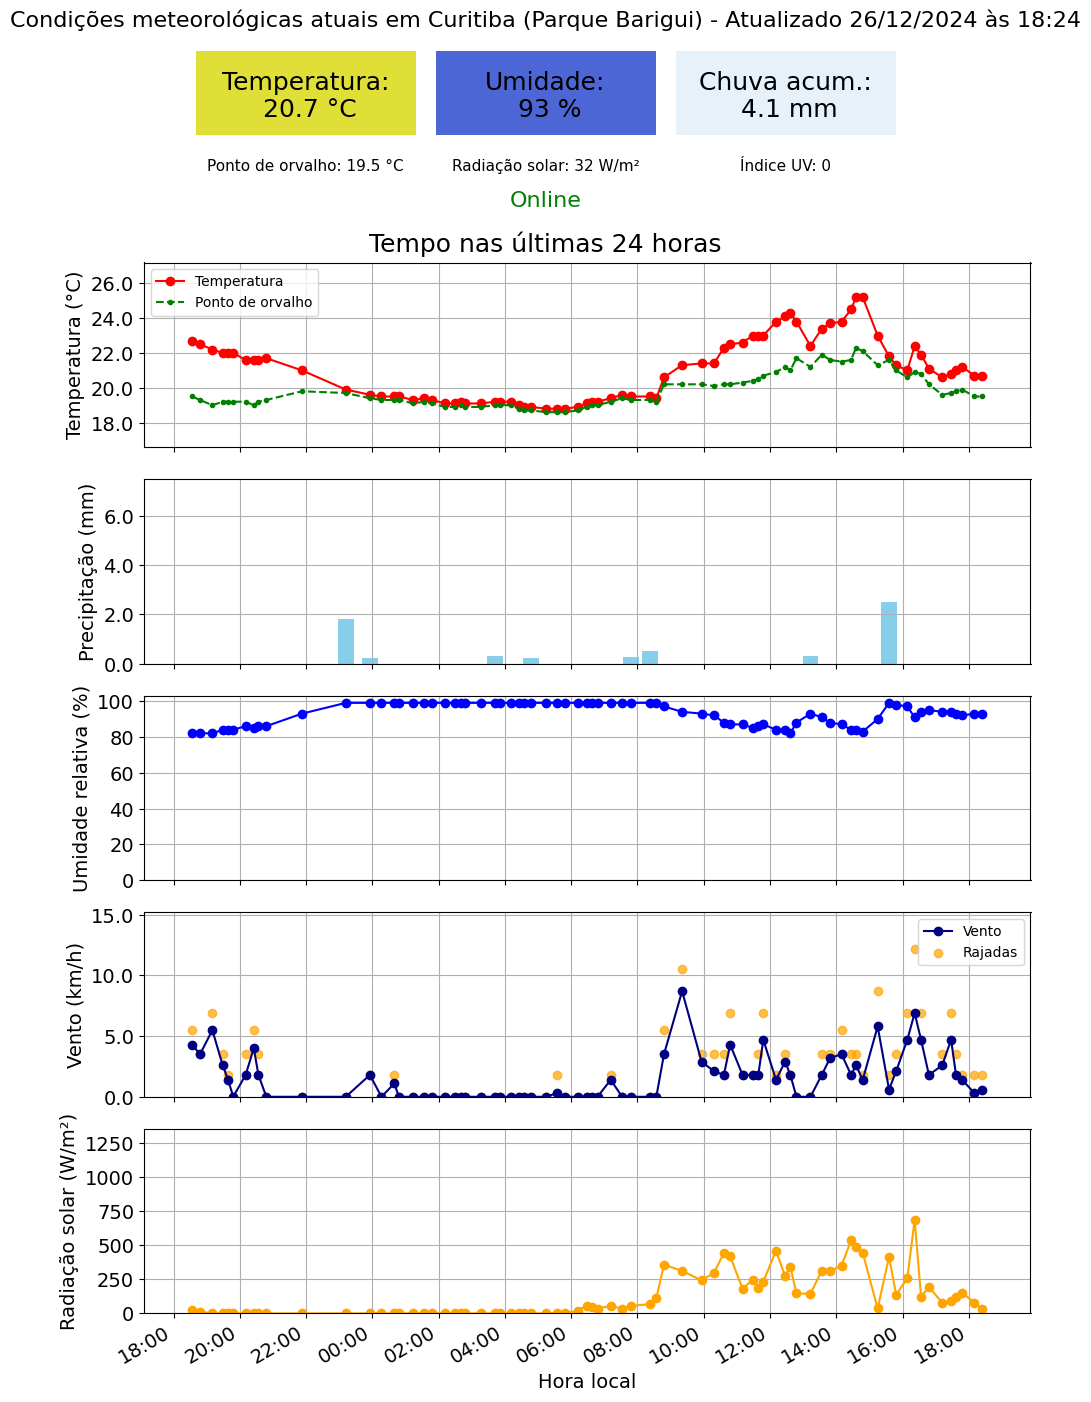 Condições meteorológicas atuais em Curitiba (Parque Barigui) - Atualizado 26/12/2024 às 18:24
Temperatura:
20.7 °C
Umidade:
93 %
Chuva acum.:
4.1 mm
Ponto de orvalho: 19.5 °C
Radiação solar: 32 W/m²
Índice UV: 0
Online
Tempo nas últimas 24 horas
Temperatura (°C)
26.0
24.0
22.0
20.0
18.0
Temperatura
Ponto de orvalho
Precipitação (mm)
6.0
4.0
2.0
0.0
Umidade relativa (%)
100
80
60
40
20
0
Vento (km/h)
15.0
10.0
5.0
0.0
Vento
Rajadas
Radiação solar (W/m²)
1250
1000
750
500
250
0
18:00
20:00
22:00
00:00
02:00
04:00
06:00
08:00
10:00
12:00
14:00
16:00
18:00
Hora local